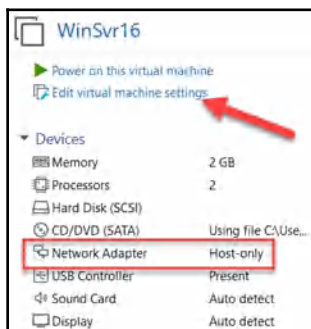 WinSvr16
Power on this virtual machine
Edit virtual machine settings
Devices
Memory 2 GB
Processors 2
Hard Disk (SCSI)
CD/DVD (SATA) Using file C:\Use...
Network Adapter Host-only
USB Controller Present
Sound Card Auto detect
Display Auto detect